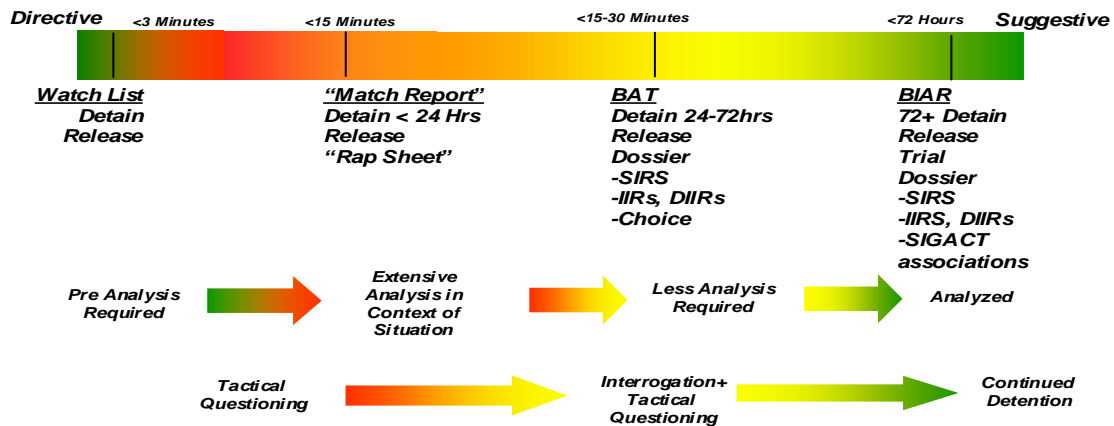 Directive
<3 Minutes
<15 Minutes
<15-30 Minutes
<72 Hours
Suggestive
Watch List
Detain
Release
“Match Report”
Detain < 24 Hrs
Release
“Rap Sheet”
BAT
Detain 24-72hrs
Release
Dossier
-SIRS
-IIRs, DIIRs
-Choice
BIAR
72+ Detain
Release
Trial
Dossier
-SIRS
-IIRS, DIIRs
-SIGACT
associations
Pre Analysis
Required
Extensive
Analysis in
Context of
Situation
Less Analysis
Required
Analyzed
Tactical
Questioning
Interrogation+
Tactical
Questioning
Continued
Detention